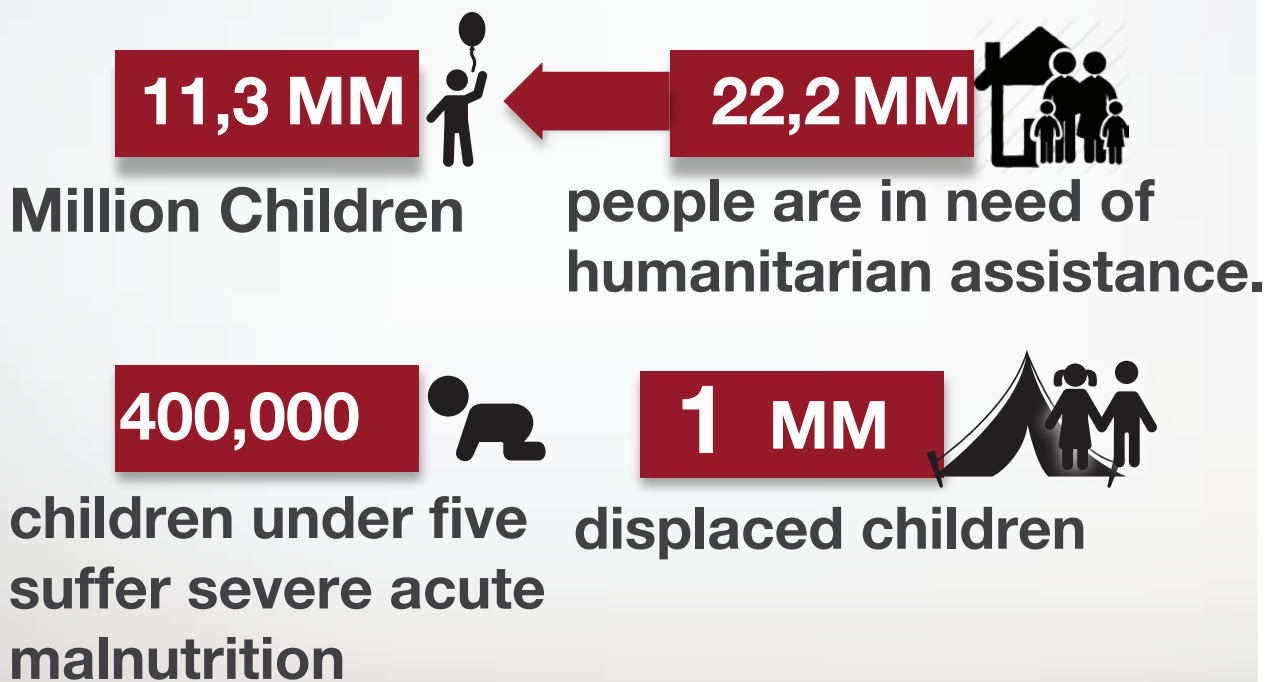 11,3 MM
Million Children
22,2 MM
people are in need of
humanitarian assistance.
400,000
children under five
suffer severe acute
malnutrition
1 MM
displaced children